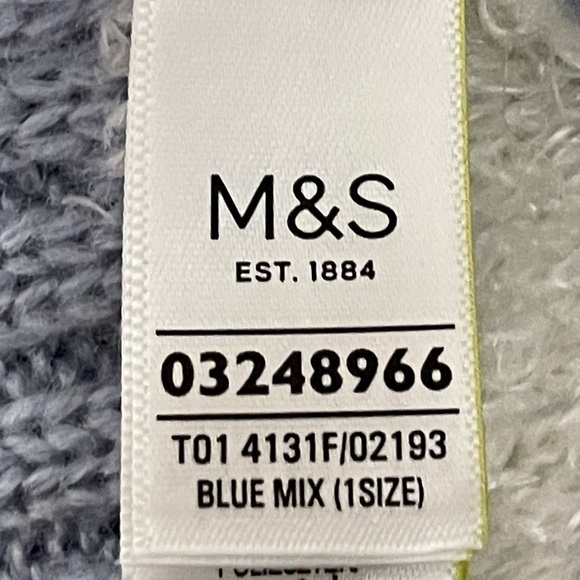 M&S
EST. 1884
03248966
T01 4131F/02193
BLUE MIX (1SIZE)